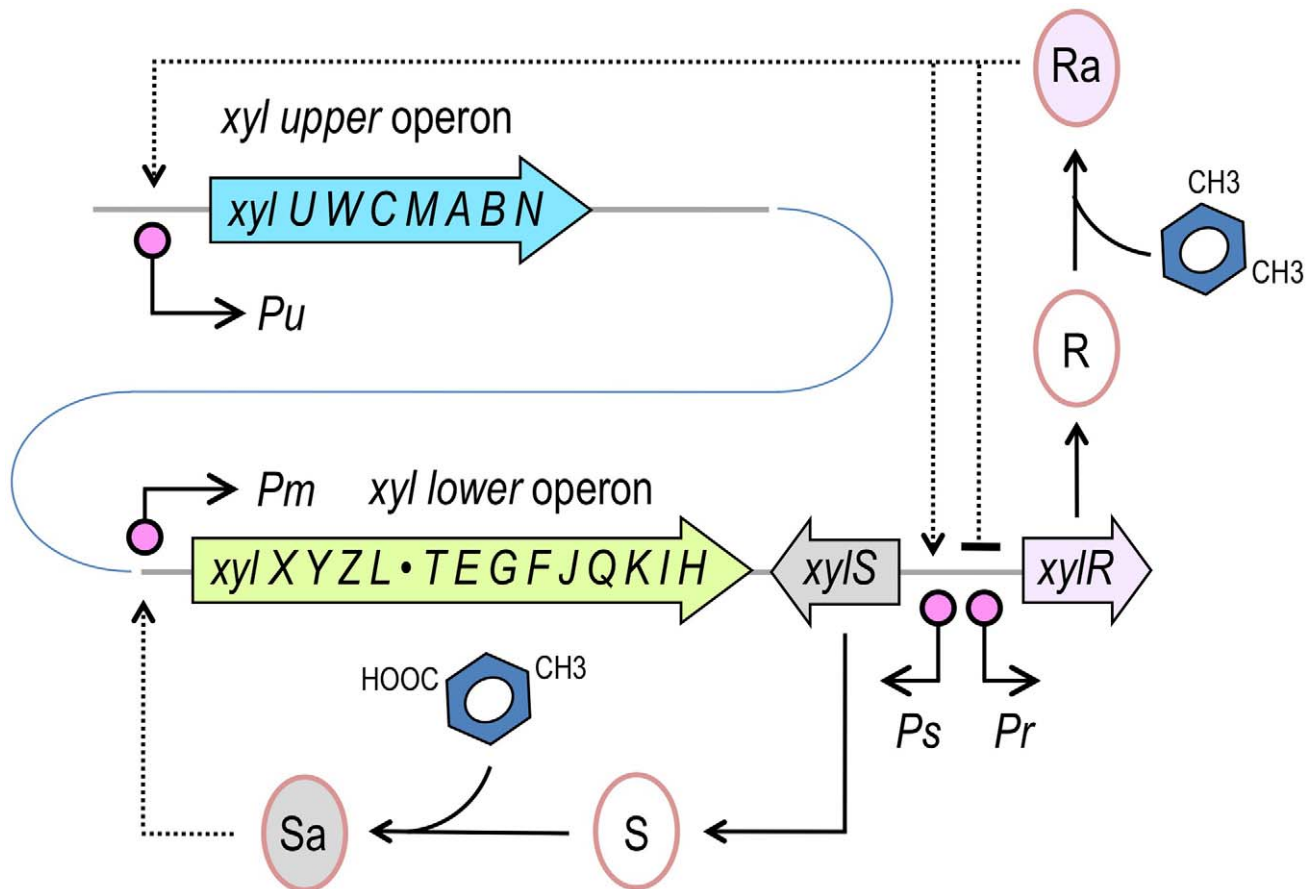 Ra
xyl upper operon
CH3
xyl U W C M A B N
CH3
Pu
R
Pm
xyl lower operon
xyl X Y Z L • T E G F J Q K I H
xylS
xylR
HOOC
CH3
Ps
Pr
Sa
S